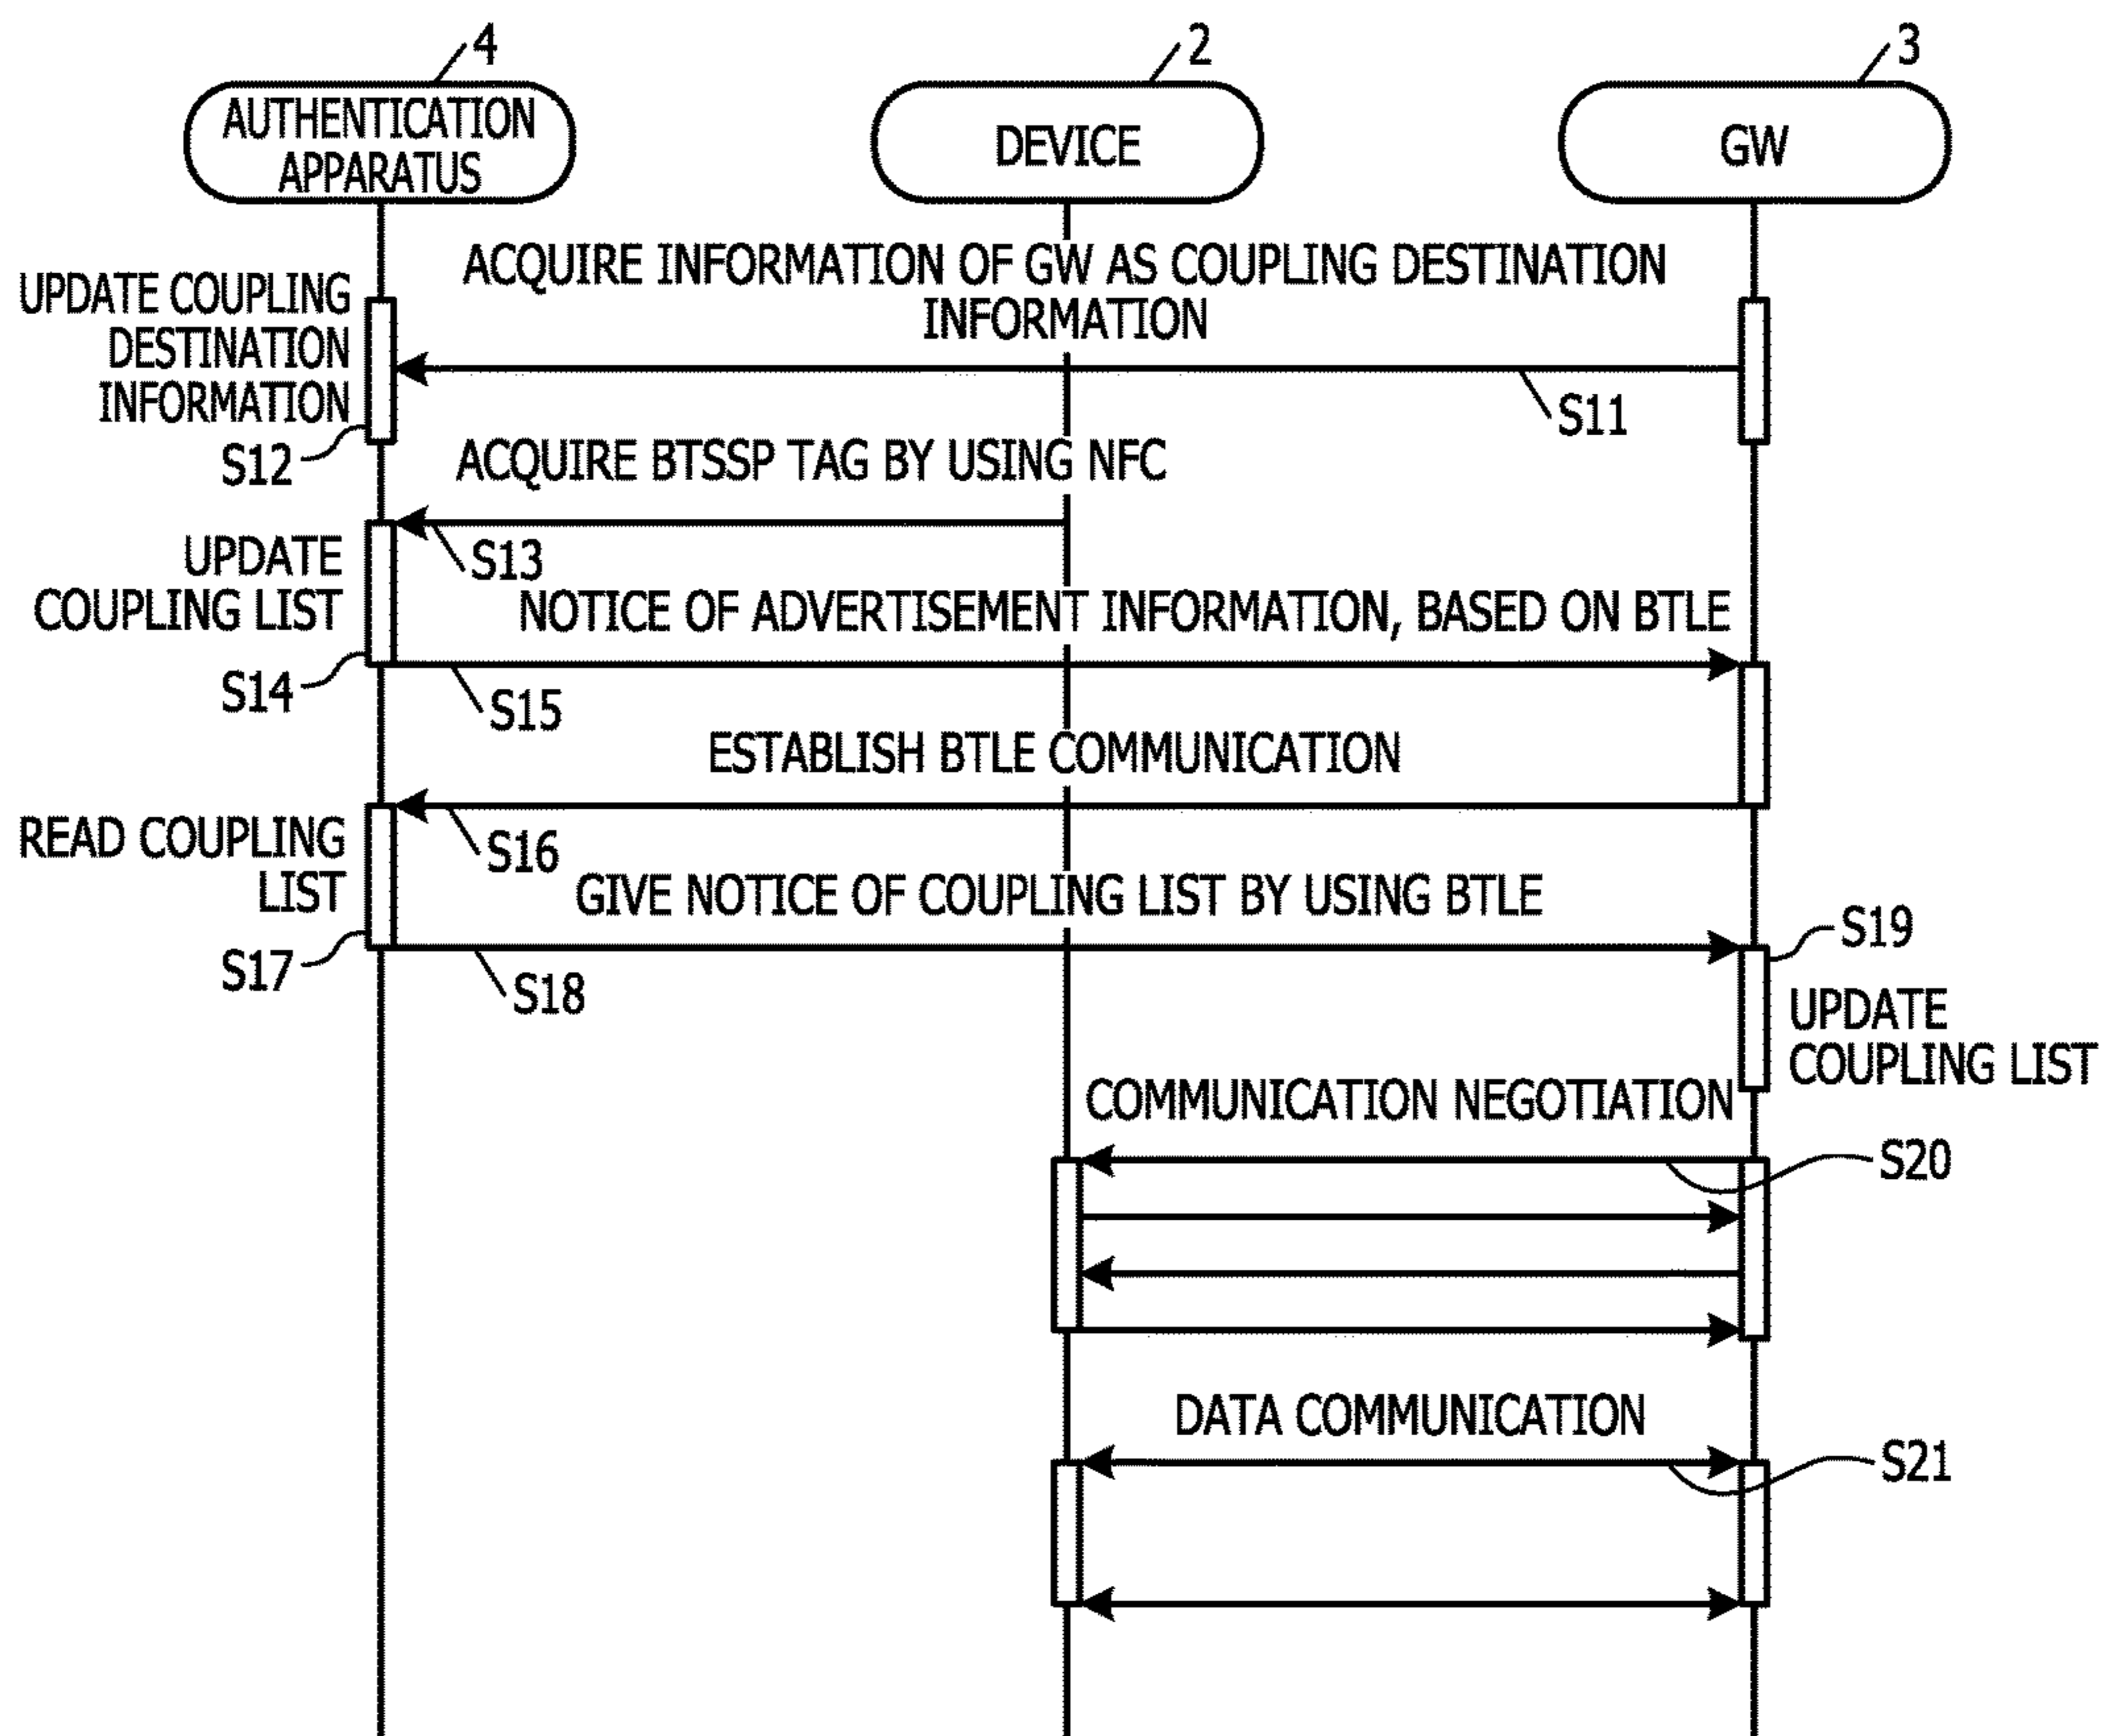 4
2
3
AUTHENTICATION
APPARATUS
DEVICE
GW
ACQUIRE INFORMATION OF GW AS COUPLING DESTINATION
INFORMATION
UPDATE COUPLING
DESTINATION
INFORMATION
S11
S12
ACQUIRE BTSSP TAG BY USING NFC
S13
UPDATE
COUPLING LIST
NOTICE OF ADVERTISEMENT INFORMATION, BASED ON BTLE
S14
S15
ESTABLISH BTLE COMMUNICATION
READ COUPLING
LIST
S16
GIVE NOTICE OF COUPLING LIST BY USING BTLE
S17
S18
S19
UPDATE
COUPLING LIST
COMMUNICATION NEGOTIATION
S20
DATA COMMUNICATION
S21